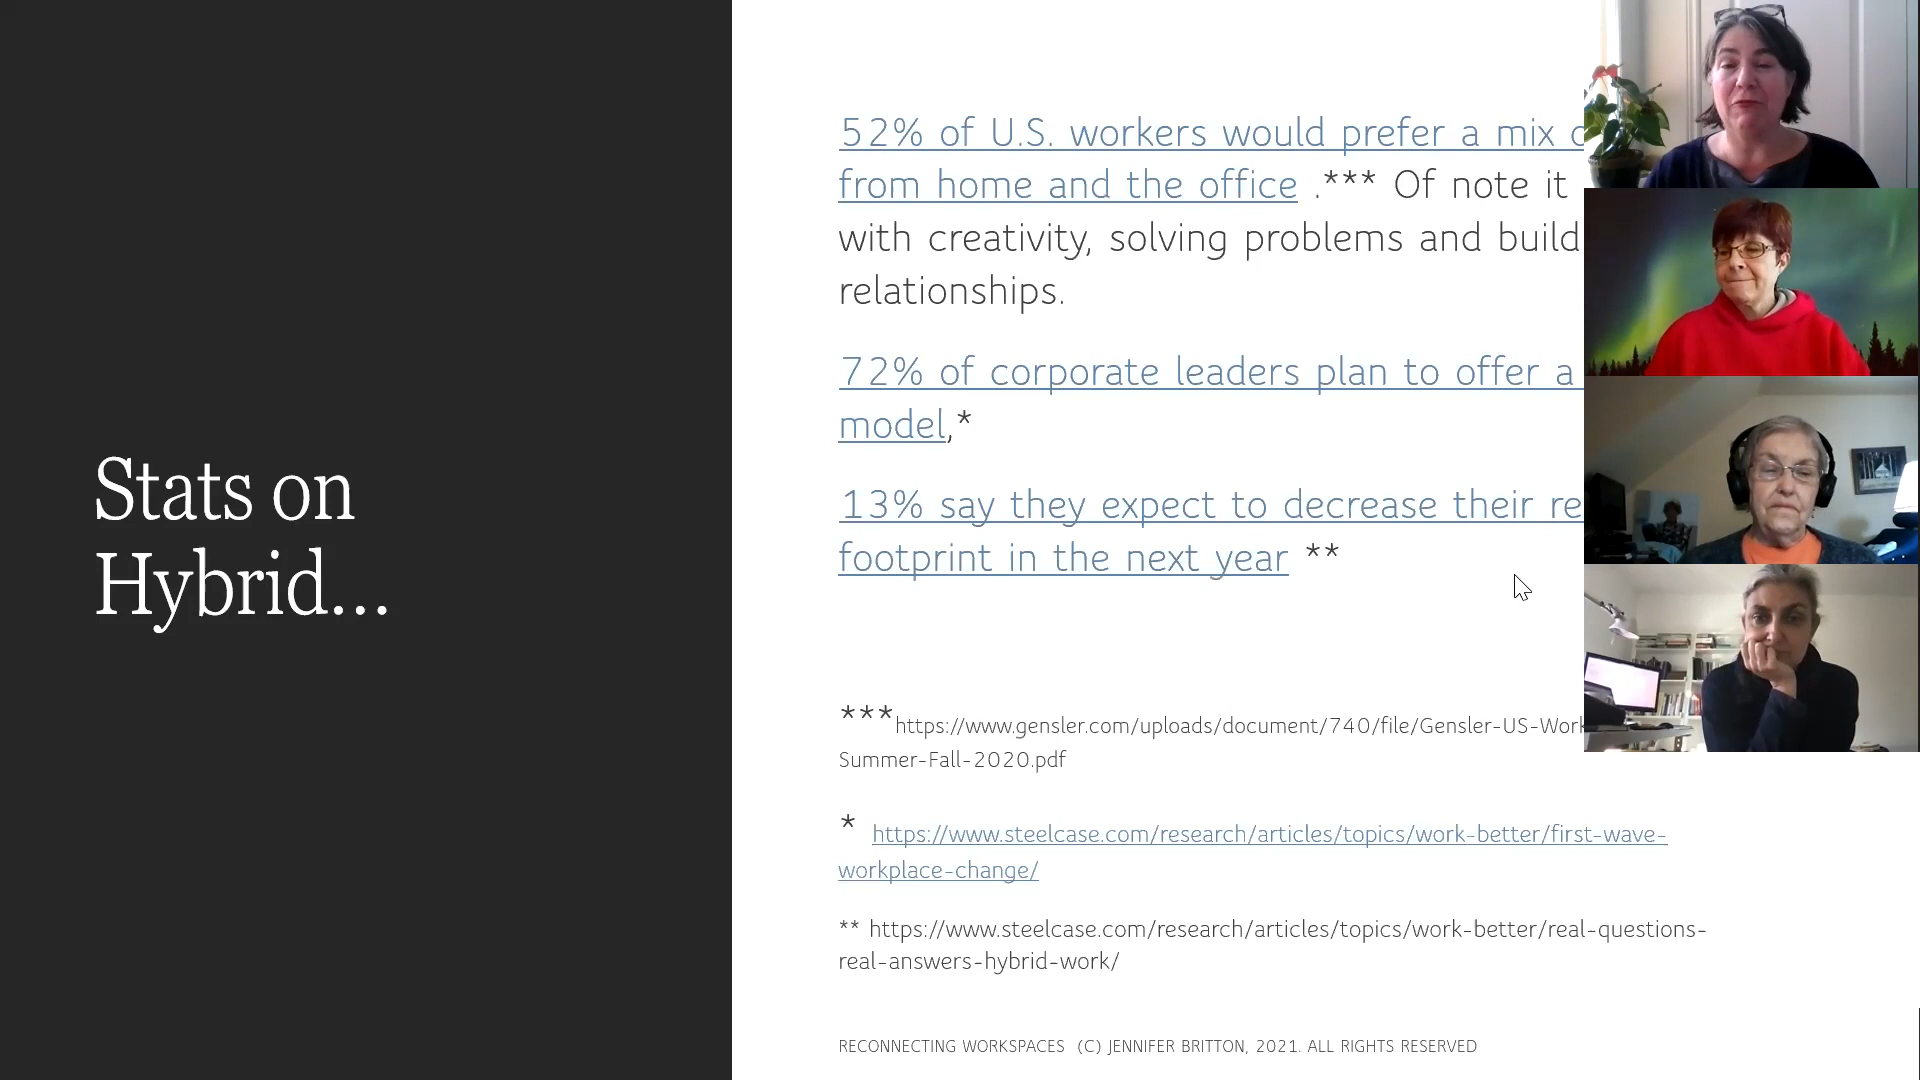 Stats on
Hybrid...
52% of U.S. workers would prefer a mix
from home and the office .*** Of note it
with creativity, solving problems and build
relationships.
72% of corporate leaders plan to offer a
model,*
13% say they expect to decrease their re
footprint in the next year **
***https://www.gensler.com/uploads/document/740/file/Gensler-US-Work
Summer-Fall-2020.pdf
* https://www.steelcase.com/research/articles/topics/work-better/first-wave-
workplace-change/
** https://www.steelcase.com/research/articles/topics/work-better/real-questions-
real-answers-hybrid-work/
RECONNECTING WORKSPACES (C) JENNIFER BRITTON, 2021. ALL RIGHTS RESERVED